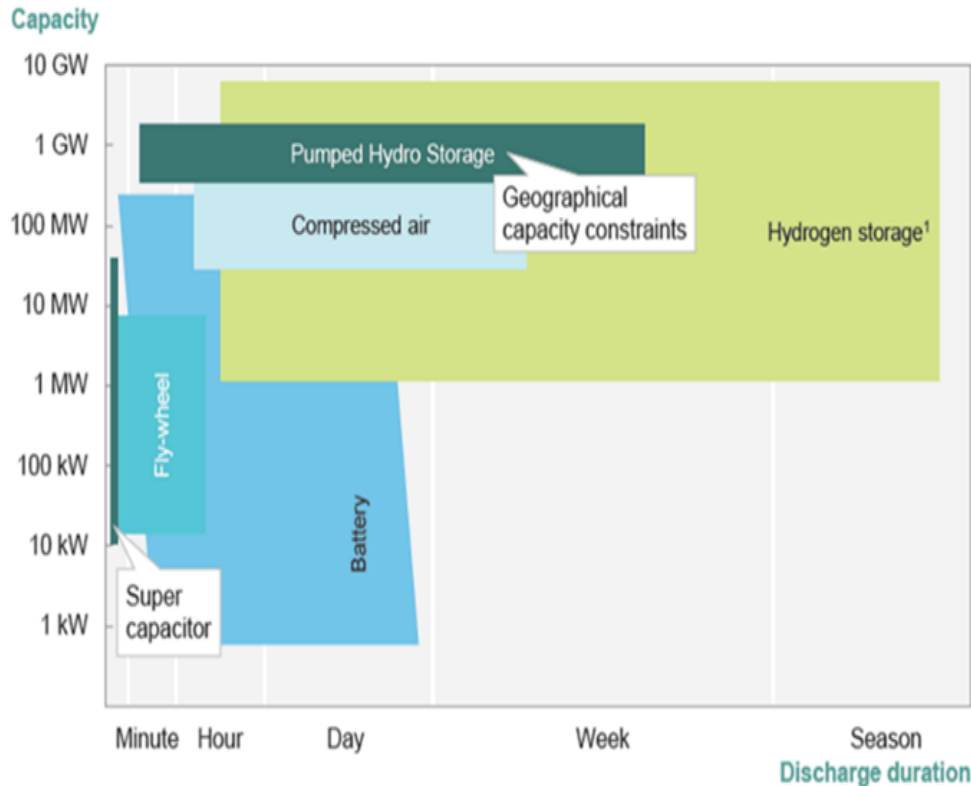 Capacity
10 GW
1 GW
100 MW
10 MW
1 MW
100 kW
10 kW
1 kW
Pumped Hydro Storage
Geographical
capacity constraints
Compressed air
Hydrogen storage¹
Fly-wheel
Battery
Super
capacitor
Minute Hour Day Week Season
Discharge duration